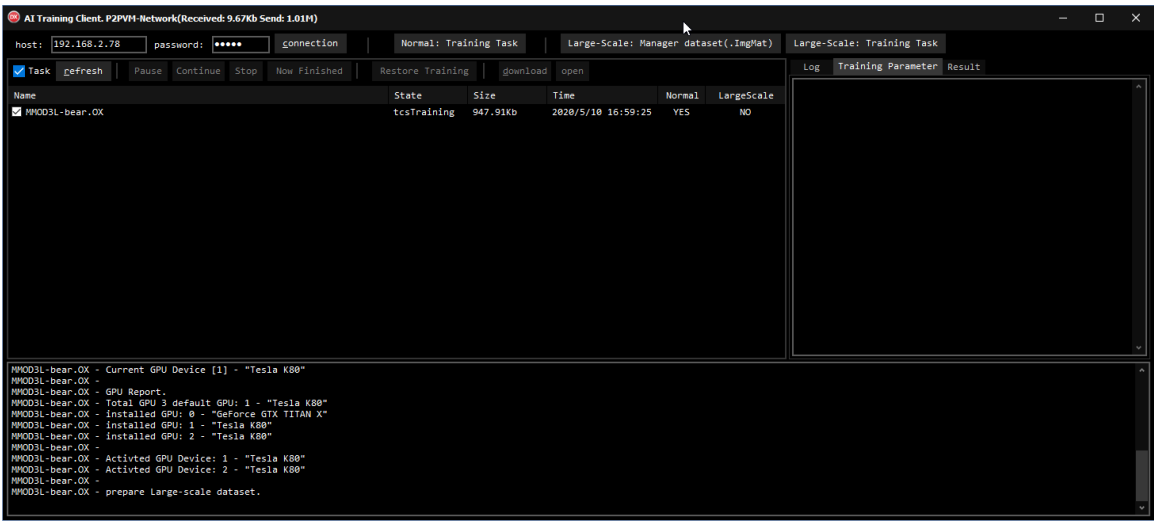 AI Training Client. P2PVM-Network(Received: 9.67Kb Send: 1.01M)
host: 192.168.2.78 password: ●●●●● connection Normal: Training Task Large-Scale: Manager dataset(.ImgMat) Large-Scale: Training Task
Task refresh Pause Continue Stop Now Finished Restore Training download open
Log Training Parameter Result
Name State Size Time Normal LargeScale
MMOD3L-bear.OX tcsTraining 947.91Kb 2020/5/10 16:59:25 YES NO
MMOD3L-bear.OX - Current GPU Device [1] - "Tesla K80"
MMOD3L-bear.OX -
MMOD3L-bear.OX - GPU Report.
MMOD3L-bear.OX - Total GPU 3 default GPU: 1 - "Tesla K80"
MMOD3L-bear.OX - installed GPU: 0 - "GeForce GTX TITAN X"
MMOD3L-bear.OX - installed GPU: 1 - "Tesla K80"
MMOD3L-bear.OX - installed GPU: 2 - "Tesla K80"
MMOD3L-bear.OX -
MMOD3L-bear.OX - Activted GPU Device: 1 - "Tesla K80"
MMOD3L-bear.OX - Activted GPU Device: 2 - "Tesla K80"
MMOD3L-bear.OX -
MMOD3L-bear.OX - prepare Large-scale dataset.